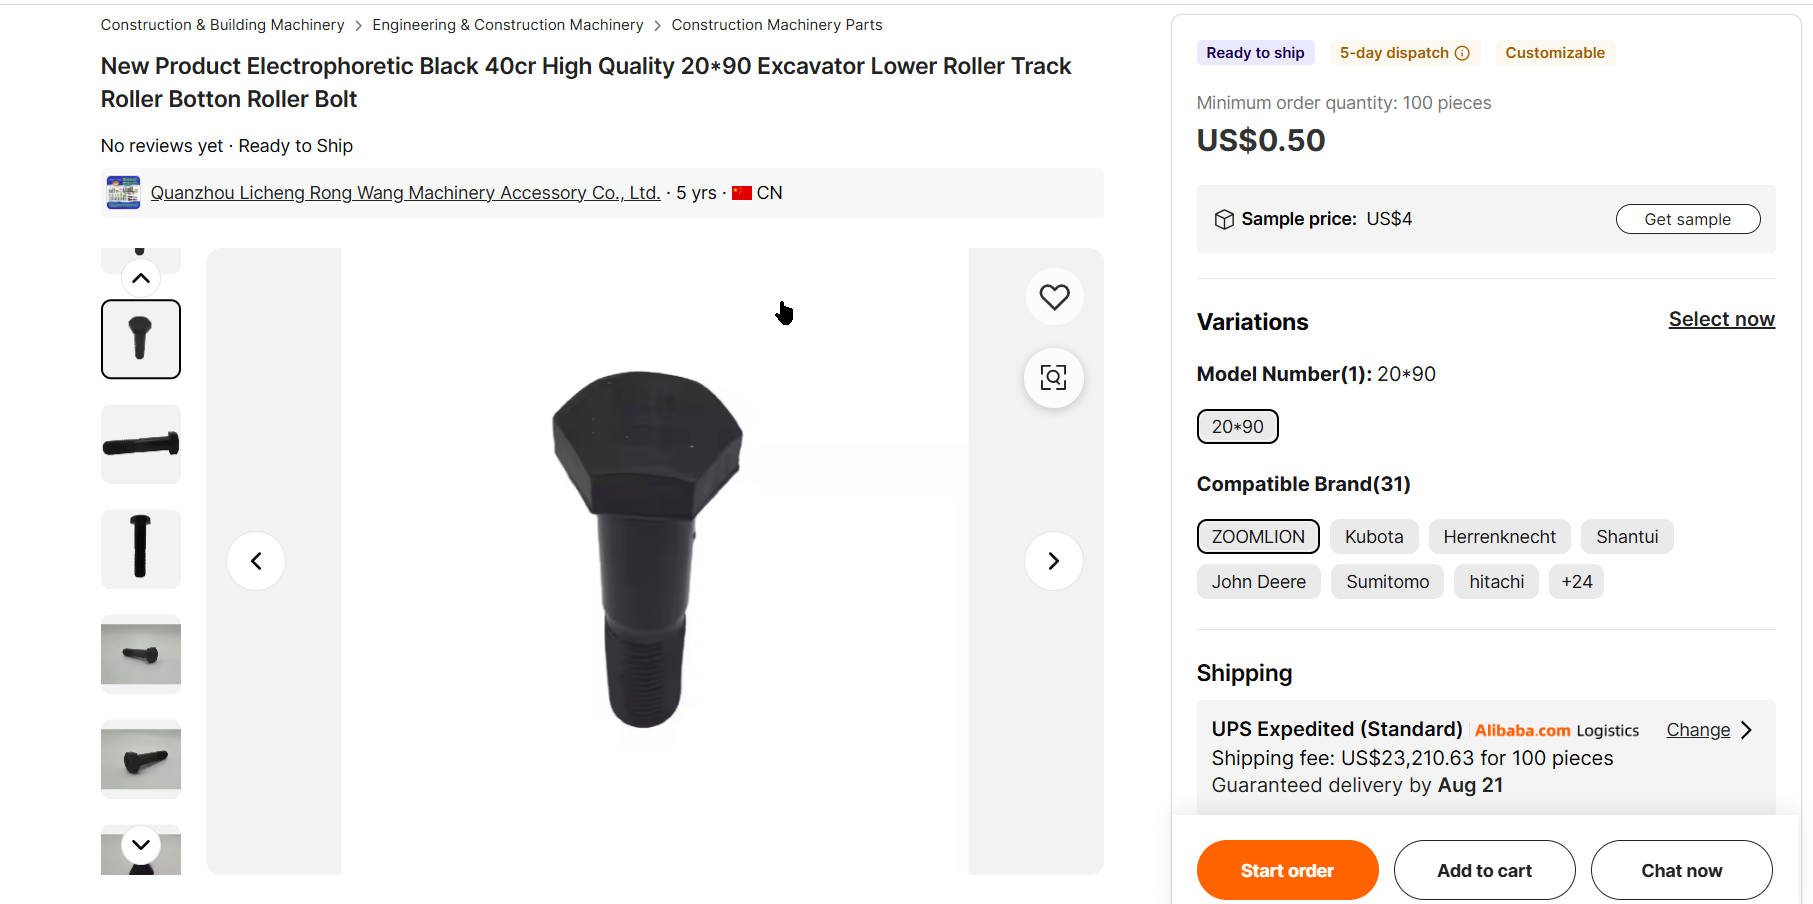 Construction & Building Machinery > Engineering & Construction Machinery > Construction Machinery Parts
New Product Electrophoretic Black 40cr High Quality 20*90 Excavator Lower Roller Track
Roller Botton Roller Bolt
No reviews yet · Ready to Ship
Quanzhou Licheng Rong Wang Machinery Accessory Co., Ltd. · 5 yrs · CN
Ready to ship
5-day dispatch
Customizable
Minimum order quantity: 100 pieces
US$0.50
Sample price: US$4
Get sample
Variations
Select now
Model Number(1): 20*90
20*90
Compatible Brand(31)
ZOOMLION
Kubota
Herrenknecht
Shantui
John Deere
Sumitomo
hitachi
+24
Shipping
UPS Expedited (Standard)
Alibaba.com Logistics
Change
Shipping fee: US$23,210.63 for 100 pieces
Guaranteed delivery by Aug 21
Start order
Add to cart
Chat now